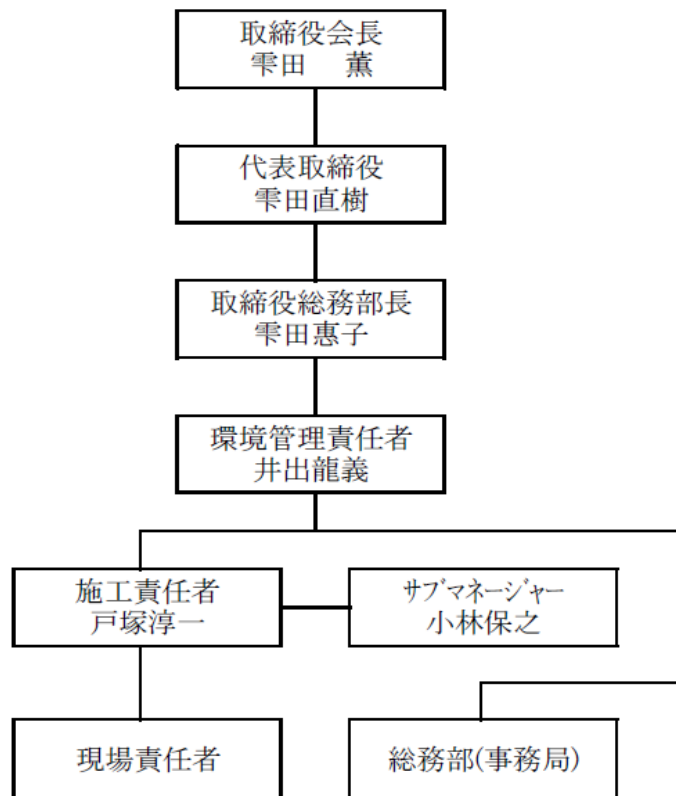 取締役会長
雫田　薫
代表取締役
雫田直樹
取締役総務部長
雫田惠子
環境管理責任者
井出龍義
施工責任者
戸塚淳一
ｻﾌﾞﾏﾈｰｼﾞｬｰ
小林保之
現場責任者
総務部(事務局)